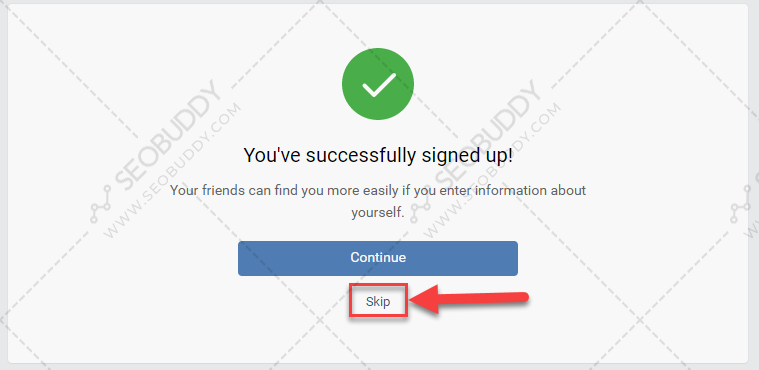 SEOBUDDY
WWW.SEOBUDDY.COM
SEOBUDDY
WWW.SEOBUDDY.COM
You've successfully signed up!
Your friends can find you more easily if you enter information about
yourself.
Continue
Skip